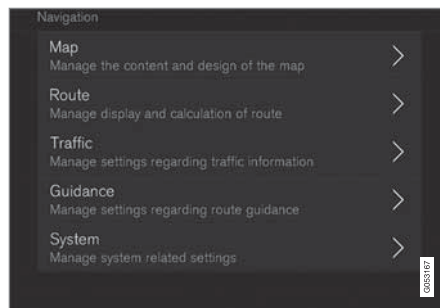 Navigation
Map
Manage the content and design of the map
Route
Manage display and calculation of route
Traffic
Manage settings regarding traffic information
Guidance
Manage settings regarding route guidance
System
Manage system related settings
G053167